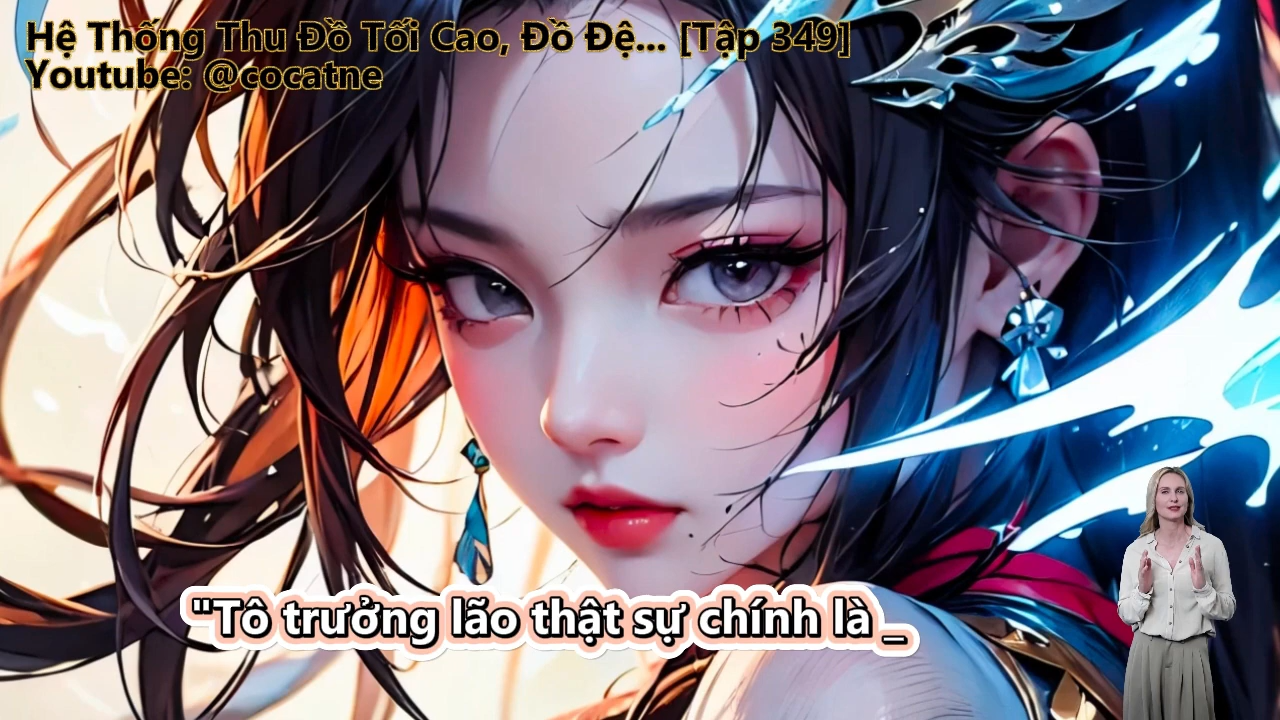 Hệ Thống Thu Đồ Tối Cao, Đồ Đệ... [Tập 349]
Youtube: @cocatne
"Tô trưởng lão thật sự chính là _